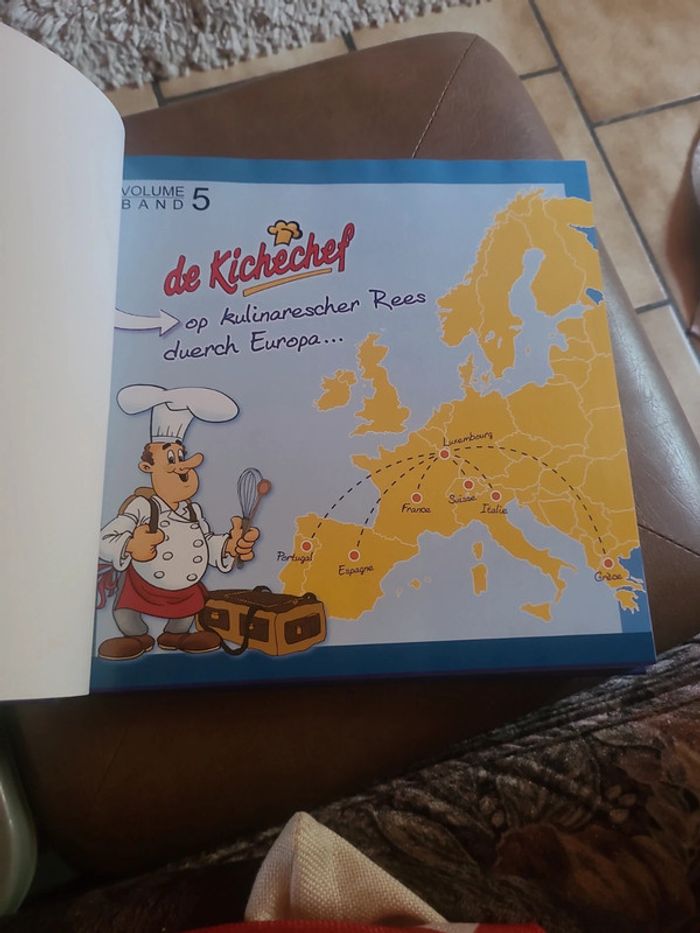 VOLUME
BAND 5
de Kichechef
op kulinarescher Rees
duerch Europa...
Luxembourg
France
Suisse
Italie
Portugal
Espagne
Grèce